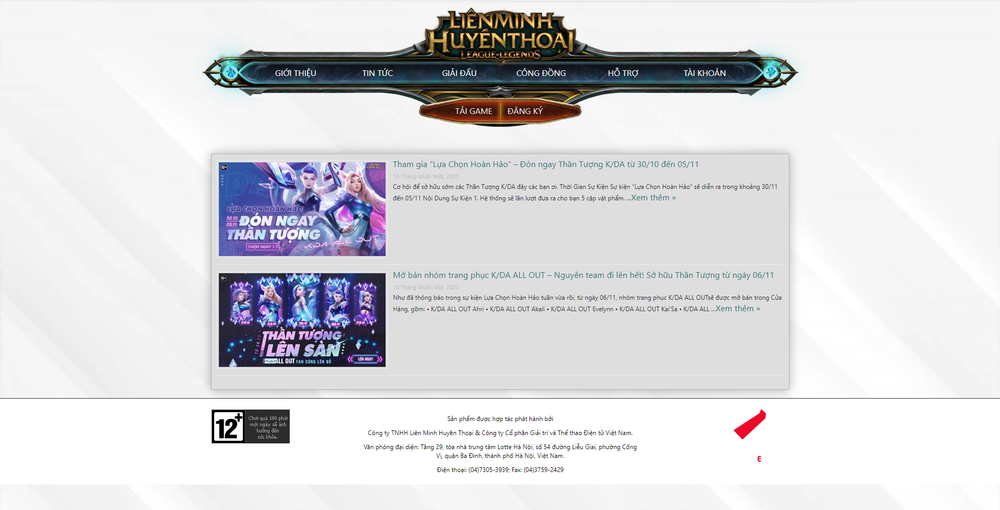 LIÊN MINH
HUYỀN THOẠI
LEAGUE OF LEGENDS
GIỚI THIỆU
TIN TỨC
GIẢI ĐẤU
CÔNG ĐỒNG
HỖ TRỢ
TÀI KHOẢN
TẢI GAME
ĐĂNG KÝ
12+
LIÊN MINH
HUYỀN THOẠI
LỰA CHỌN HOÀN HẢO
30.10
05.11
ĐÓN NGAY
THẦN TƯỢNG
CHỌN NGAY >>
K/DA ALL OUT
Tham gia “Lựa Chọn Hoàn Hảo” – Đón ngay Thần Tượng K/DA từ 30/10 đến 05/11
10 Tháng Mười Một, 2020
Cơ hội để sở hữu sớm các Thần Tượng K/DA đây các bạn ơi. Thời Gian Sự Kiện Sự kiện “Lựa Chọn Hoàn Hảo” sẽ diễn ra trong khoảng 30/11
đến 05/11 Nội Dung Sự Kiện 1. Hệ thống sẽ lần lượt đưa ra cho bạn 5 cặp vật phẩm. ...Xem thêm »
12+
TỪ 06.11
THẦN TƯỢNG
LÊN SÀN
K/DA ALL OUT FAN CỨNG LÊN ĐỒ
LÊN NGAY
Mở bán nhóm trang phục K/DA ALL OUT – Nguyên team đi lên hết! Sở hữu Thần Tượng từ ngày 06/11
10 Tháng Mười Một, 2020
Như đã thông báo trong sự kiện Lựa Chọn Hoàn Hảo tuần vừa rồi, từ ngày 06/11, nhóm trang phục K/DA ALL OUTsẽ được mở bán trong Cửa
Hàng, gồm: • K/DA ALL OUT Ahri • K/DA ALL OUT Akali • K/DA ALL OUT Evelynn • K/DA ALL OUT Kai’Sa • K/DA ALL ...Xem thêm »
12+
Chơi quá 180 phút
một ngày sẽ ảnh
hưởng đến
sức khỏe.
Sản phẩm được hợp tác phát hành bởi
Công ty TNHH Liên Minh Huyền Thoại & Công ty Cổ phần Giải trí và Thể thao Điện tử Việt Nam.
Văn phòng đại diện: Tầng 29, tòa nhà trung tâm Lotte Hà Nội, số 54 đường Liễu Giai, phường Cống
Vị, quận Ba Đình, thành phố Hà Nội, Việt Nam.
Điện thoại: (04)7305-3939; Fax: (04)3759-2429
E